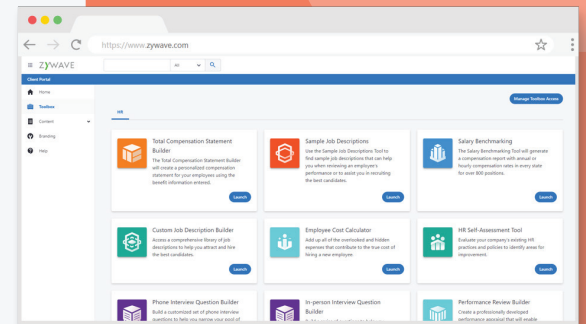 https://www.zywave.com
ZYWAVE
All
Client Portal
Home
Manage Toolbox Access
Toolbox
HR
Content
Branding
Help
Total Compensation Statement
Builder
The Total Compensation Statement Builder
will create a personalized compensation
statement for your employees using the
benefit information entered.
Launch
Sample Job Descriptions
Use the Sample Job Descriptions Tool to
find sample job descriptions that can help
you when reviewing an employee's
performance or to assist you in recruiting
the best candidates.
Launch
Salary Benchmarking
The Salary Benchmarking Tool will generate
a compensation report with annual or
hourly compensation rates in every state
for over 800 positions.
Launch
Custom Job Description Builder
Access a comprehensive library of job
descriptions to help you attract and hire
the best candidates.
Launch
Employee Cost Calculator
Add up all of the overlooked and hidden
expenses that contribute to the true cost of
hiring a new employee.
Launch
HR Self-Assessment Tool
Evaluate your company's existing HR
practices and policies to identify areas for
improvement.
Launch
Phone Interview Question Builder
Build a customized set of phone interview
questions to help you narrow your pool of
In-person Interview Question
Builder
Performance Review Builder
Create a professionally developed
performance appraisal that will enable